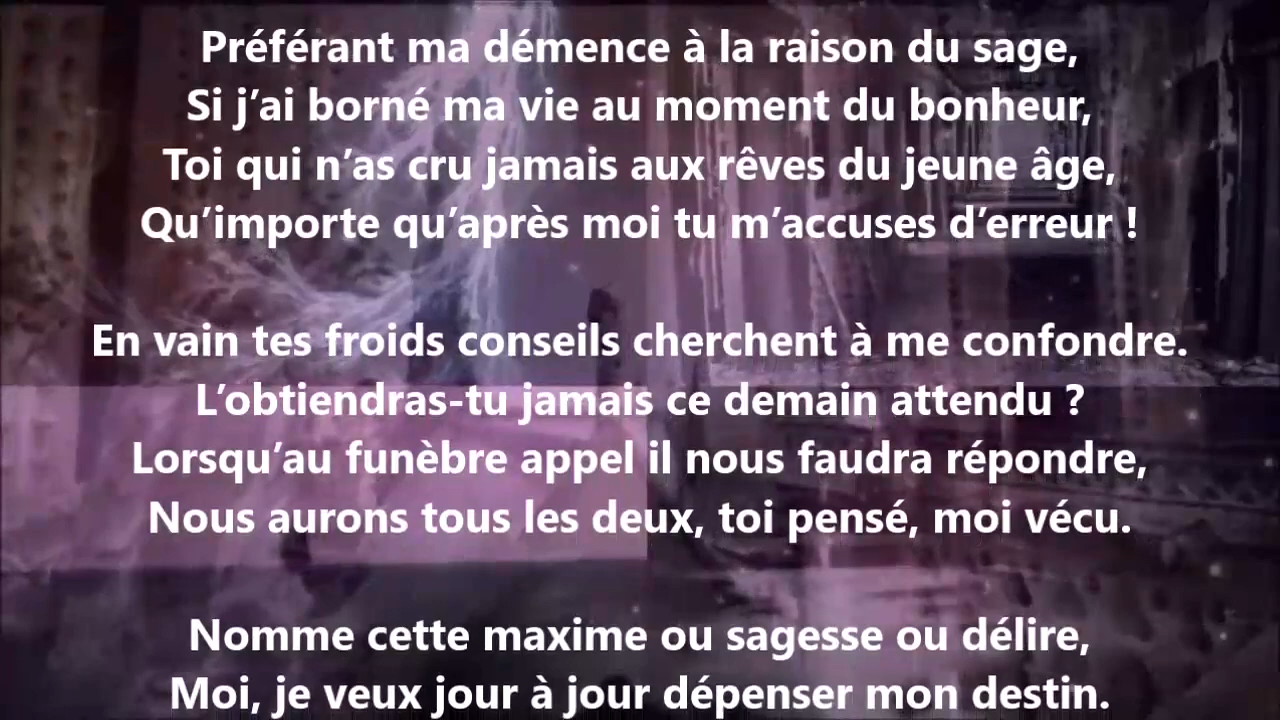 Préférant ma démence à la raison du sage,
Si j’ai borné ma vie au moment du bonheur,
Toi qui n’as cru jamais aux rêves du jeune âge,
Qu’importe qu’après moi tu m’accuses d’erreur !
En vain tes froids conseils cherchent à me confondre.
L’obtiendras-tu jamais ce demain attendu ?
Lorsqu’au funèbre appel il nous faudra répondre,
Nous aurons tous les deux, toi pensé, moi vécu.
Nomme cette maxime ou sagesse ou délire,
Moi, je veux jour à jour dépenser mon destin.